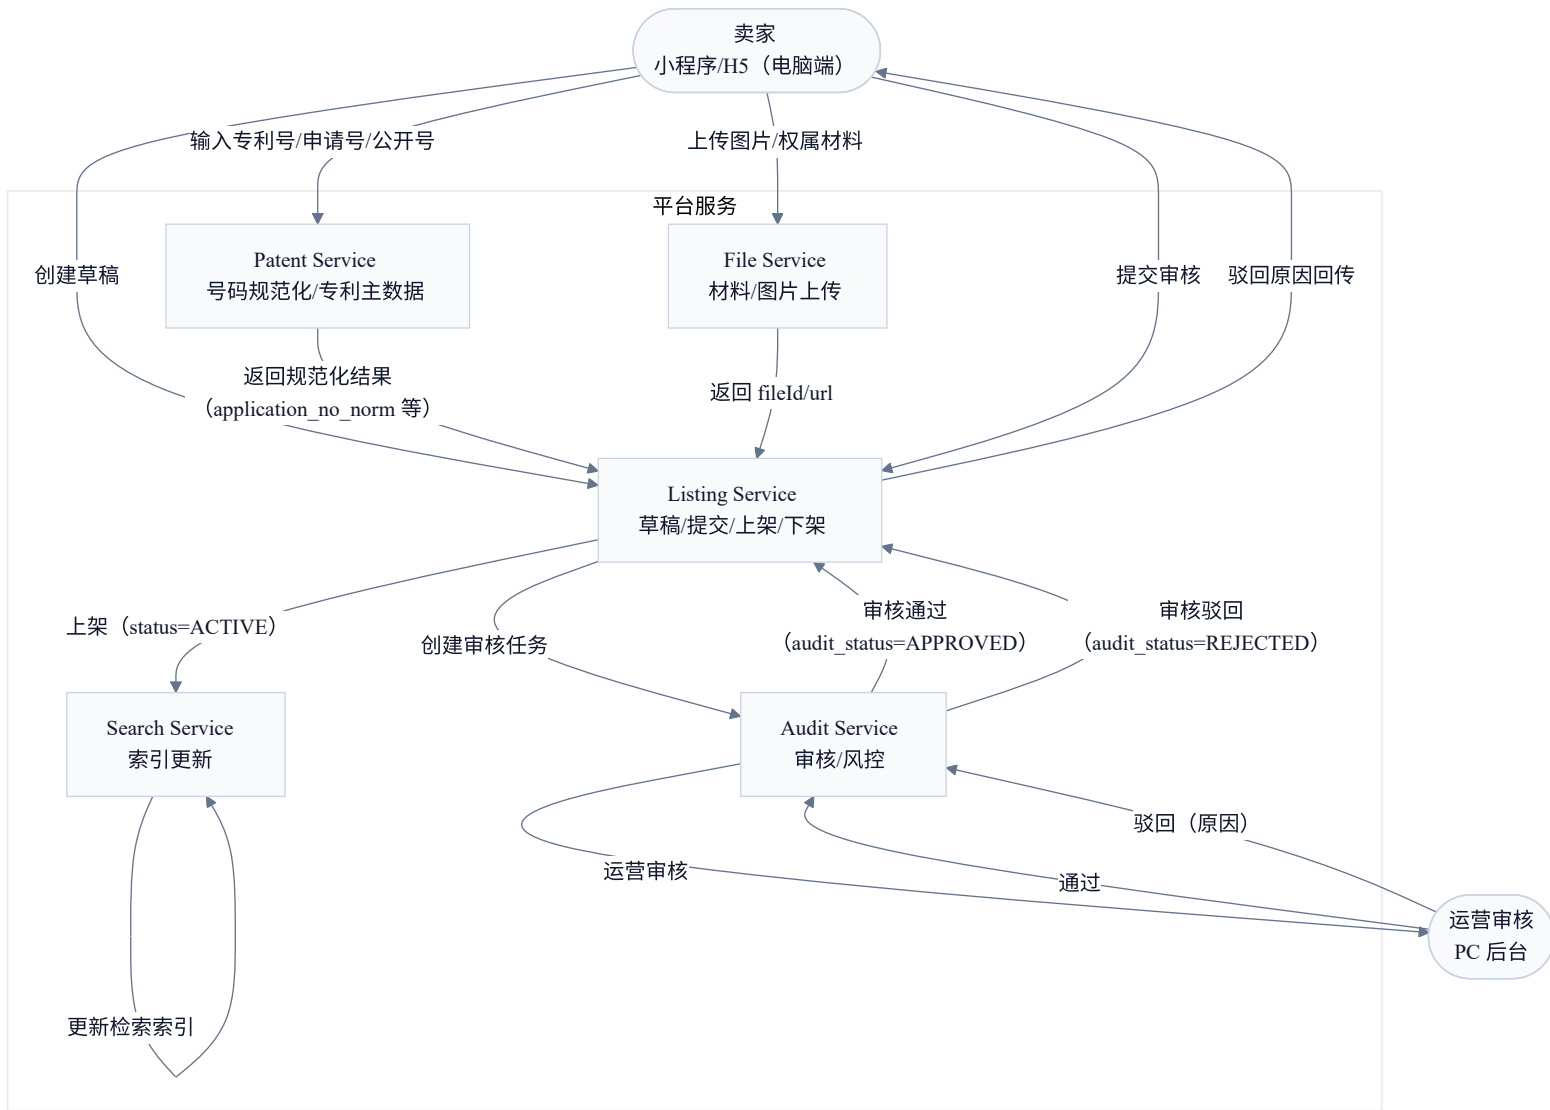 卖家
小程序/H5（电脑端）
输入专利号/申请号/公开号
上传图片/权属材料
平台服务
Patent Service
号码规范化/专利主数据
File Service
材料/图片上传
创建草稿
提交审核
驳回原因回传
返回规范化结果
（application_no_norm 等）
返回 fileId/url
Listing Service
草稿/提交/上架/下架
上架（status=ACTIVE）
创建审核任务
审核通过
（audit_status=APPROVED）
审核驳回
（audit_status=REJECTED）
Search Service
索引更新
Audit Service
审核/风控
驳回（原因）
运营审核
通过
运营审核
PC 后台
更新检索索引